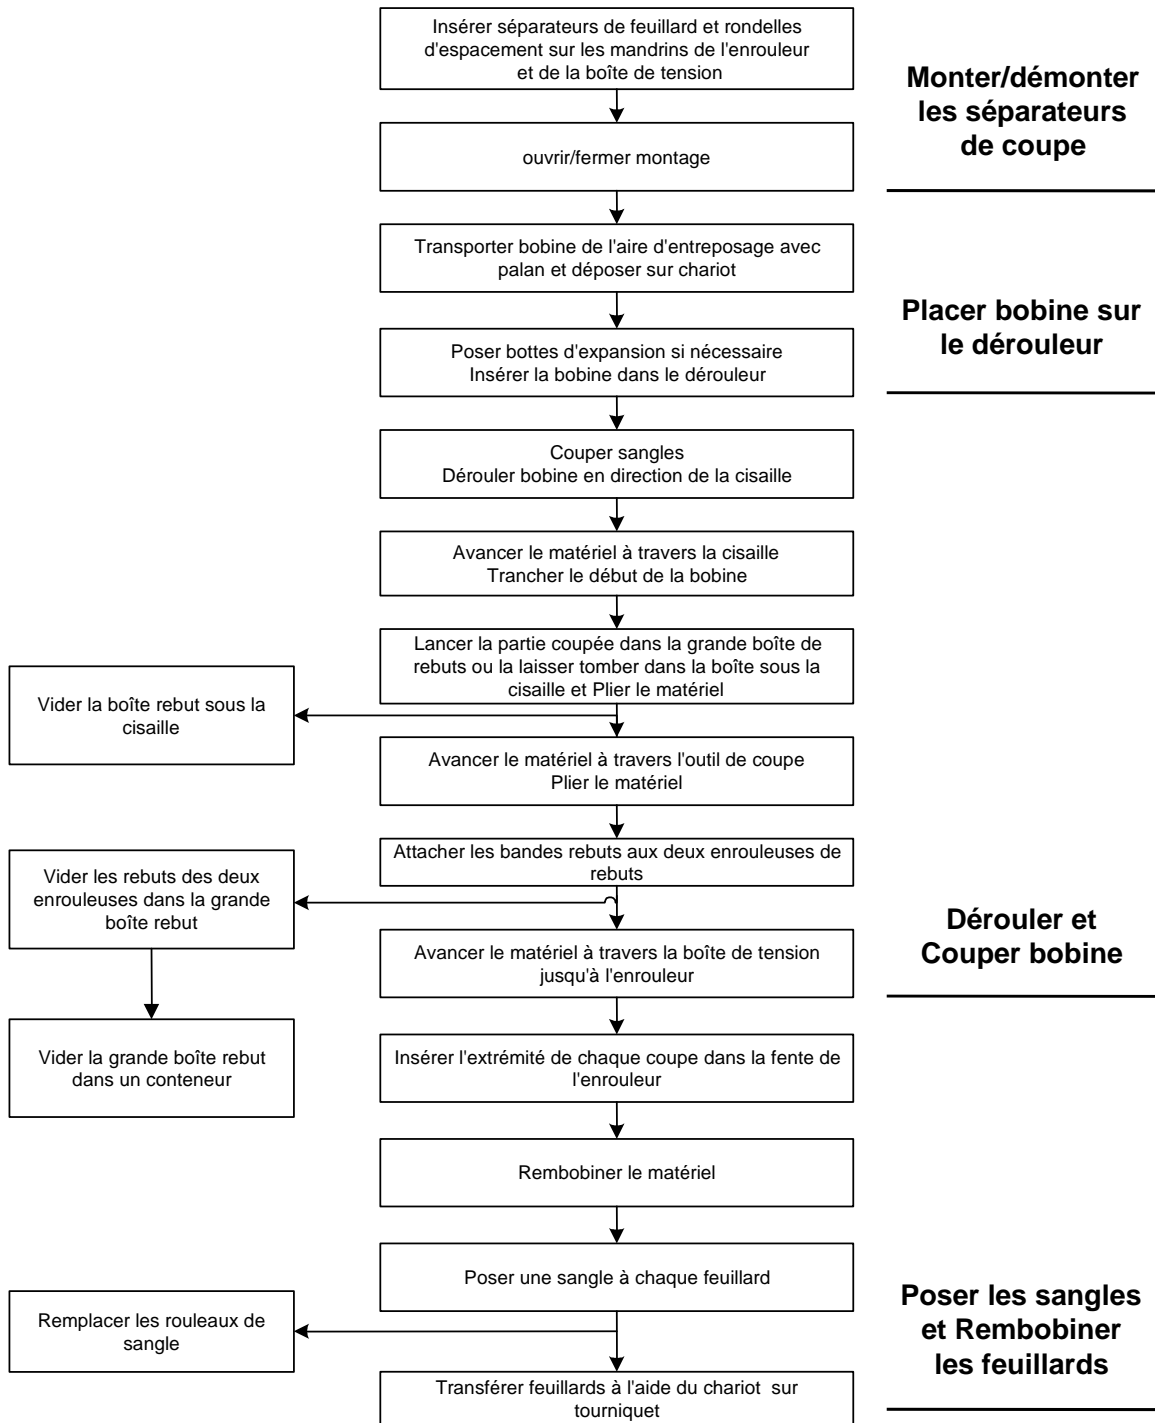 Insérer séparateurs de feuillard et rondelles
d'espacement sur les mandrins de l'enrouleur
et de la boîte de tension
Monter/démonter
les séparateurs
de coupe
ouvrir/fermer montage
Transporter bobine de l'aire d'entreposage avec
palan et déposer sur chariot
Placer bobine sur
le dérouleur
Poser bottes d'expansion si nécessaire
Insérer la bobine dans le dérouleur
Couper sangles
Dérouler bobine en direction de la cisaille
Avancer le matériel à travers la cisaille
Trancher le début de la bobine
Lancer la partie coupée dans la grande boîte de
rebuts ou la laisser tomber dans la boîte sous la
cisaille et Plier le matériel
Vider la boîte rebut sous la
cisaille
Avancer le matériel à travers l'outil de coupe
Plier le matériel
Attacher les bandes rebuts aux deux enrouleuses de
rebuts
Vider les rebuts des deux
enrouleuses dans la grande
boîte rebut
Dérouler et
Couper bobine
Avancer le matériel à travers la boîte de tension
jusqu'à l'enrouleur
Vider la grande boîte rebut
dans un conteneur
Insérer l'extrémité de chaque coupe dans la fente de
l'enrouleur
Rembobiner le matériel
Poser une sangle à chaque feuillard
Remplacer les rouleaux de
sangle
Poser les sangles
et Rembobiner
les feuillards
Transférer feuillards à l'aide du chariot  sur
tourniquet